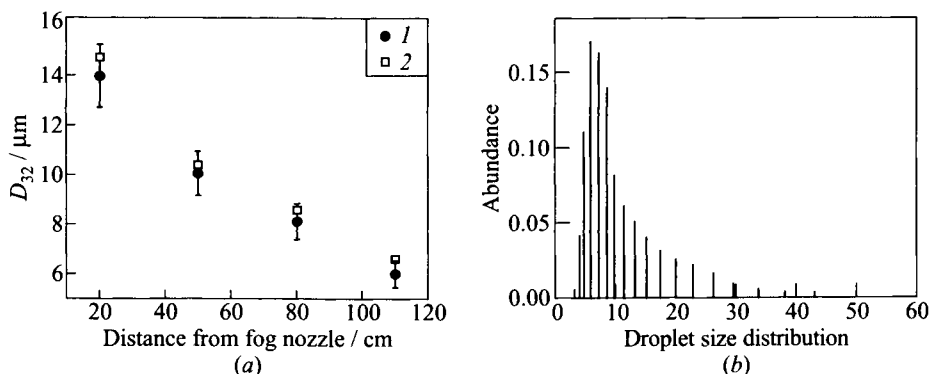 16
14
12
10
8
6
D32 / μm
1
2
20 40 60 80 100 120
Distance from fog nozzle / cm
(a)
0.15
0.10
0.05
0.00
Abundance
0 10 20 30 40 50 60
Droplet size distribution
(b)